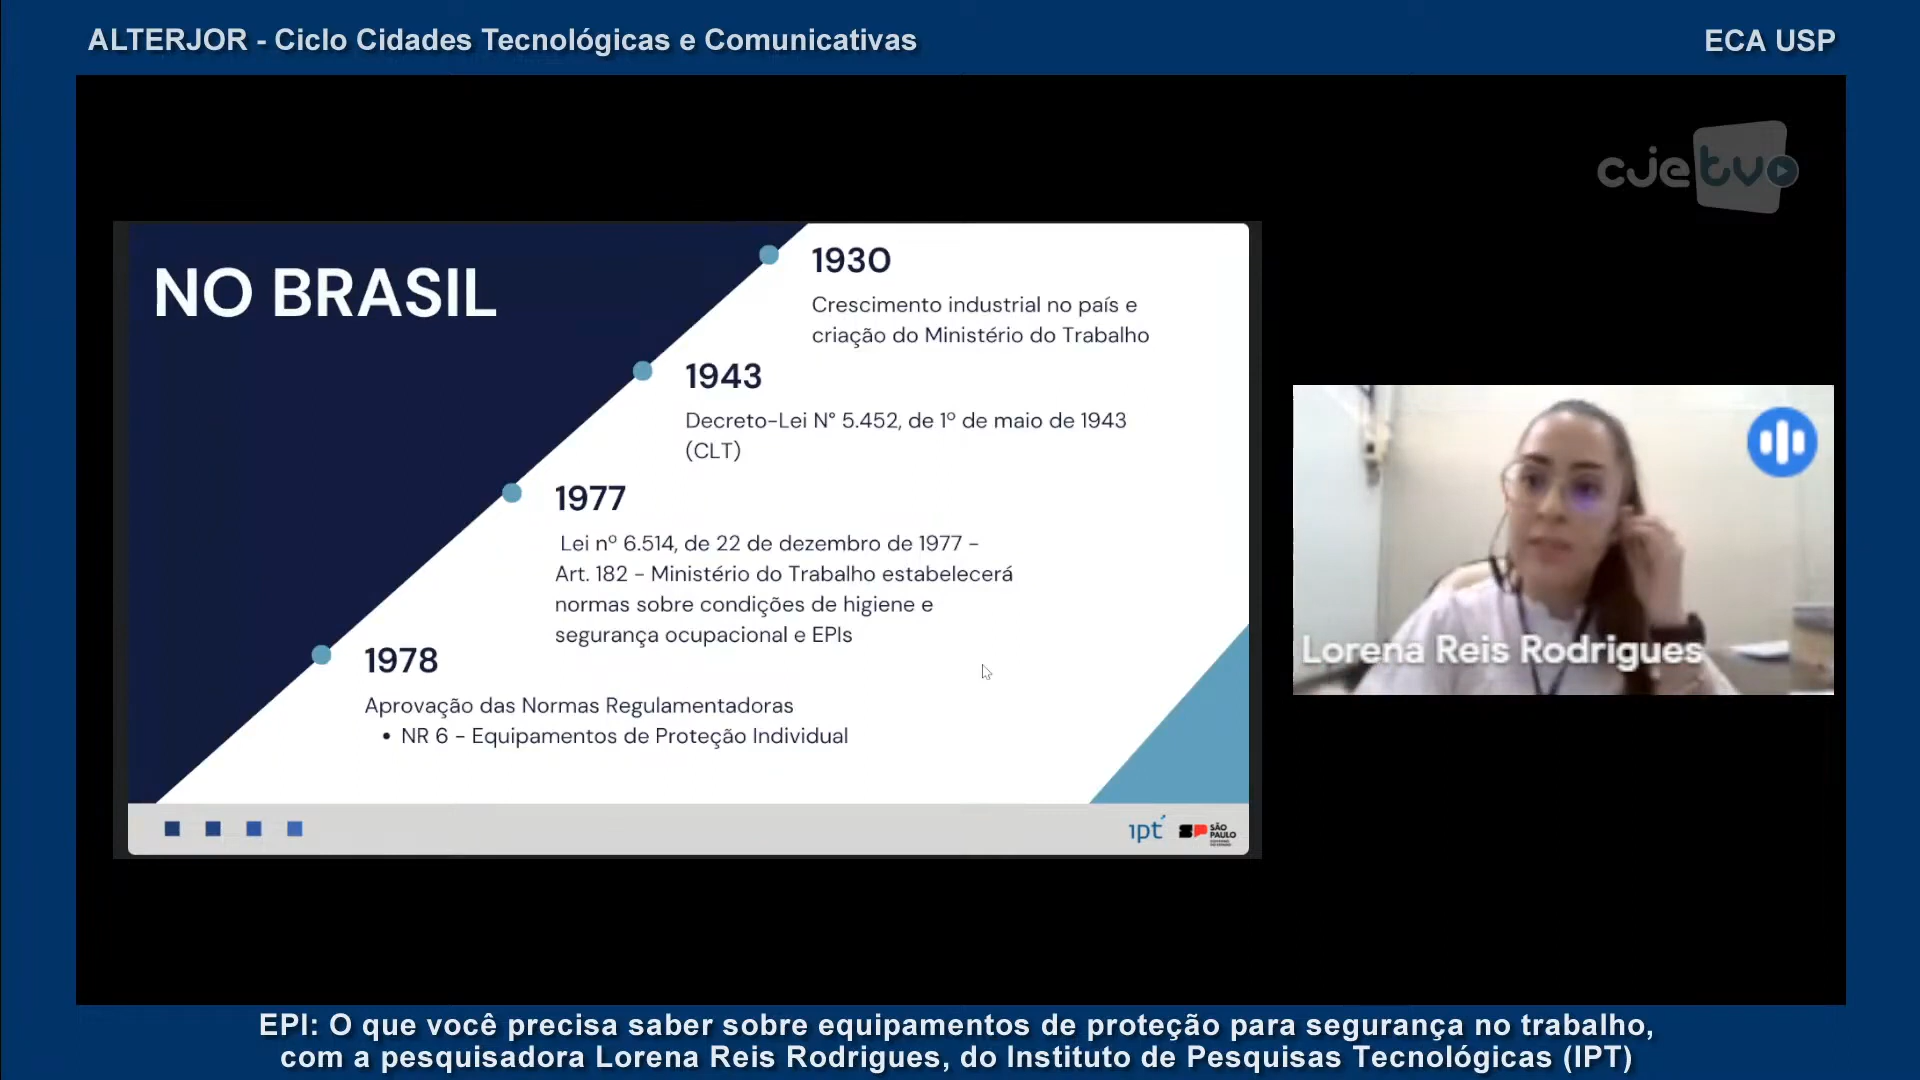 ALTERJOR - Ciclo Cidades Tecnológicas e Comunicativas
ECA USP
cjetv
NO BRASIL
1930
Crescimento industrial no país e
criação do Ministério do Trabalho
1943
Decreto-Lei N° 5.452, de 1º de maio de 1943
(CLT)
1977
Lei nº 6.514, de 22 de dezembro de 1977 -
Art. 182 - Ministério do Trabalho estabelecerá
normas sobre condições de higiene e
segurança ocupacional e EPIs
1978
Aprovação das Normas Regulamentadoras
• NR 6 - Equipamentos de Proteção Individual
ipt
SP
SÃO
PAULO
Lorena Reis Rodrigues
EPI: O que você precisa saber sobre equipamentos de proteção para segurança no trabalho,
com a pesquisadora Lorena Reis Rodrigues, do Instituto de Pesquisas Tecnológicas (IPT)